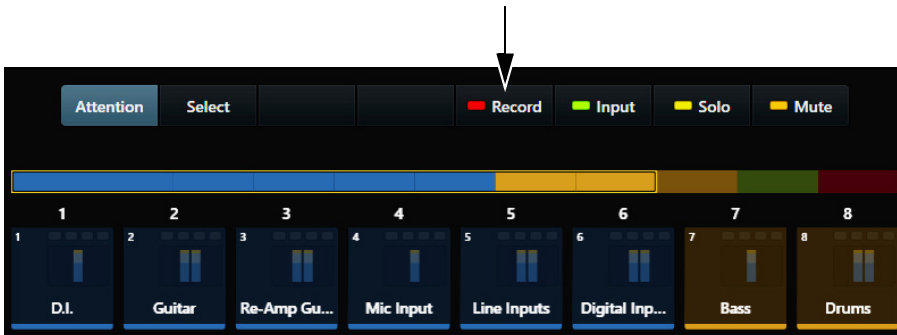 Attention Select Record Input Solo Mute
1 2 3 4 5 6 7 8
1 2 3 4 5 6 7 8
D.I. Guitar Re-Amp Gu... Mic Input Line Inputs Digital Inp... Bass Drums